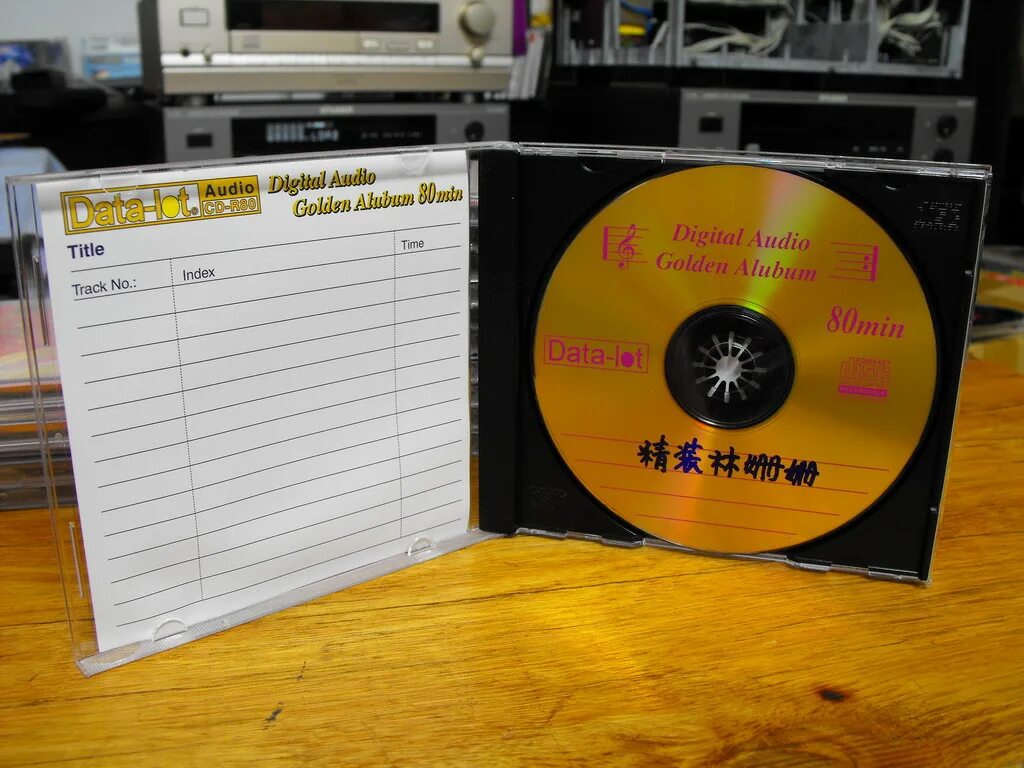 Data-lot.
Audio
CD-R80
Digital Audio
Golden Alubum 80min
Title
Time
Index
Track No.:
Digital Audio
Golden Alubum
80min
Data-lot
disc
精装林姗姗